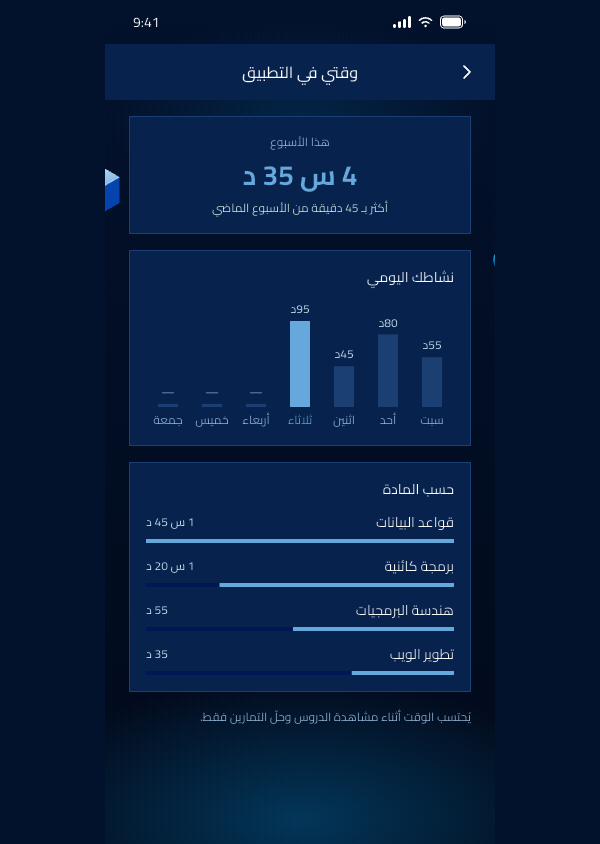 9:41
وقتي في التطبيق
هذا الأسبوع
4 س 35 د
أكثر بـ 45 دقيقة من الأسبوع الماضي
نشاطك اليومي
55د 80د 45د 95د — — —
سبت أحد اثنين ثلاثاء أربعاء خميس جمعة
حسب المادة
قواعد البيانات 1 س 45 د
برمجة كائنية 1 س 20 د
هندسة البرمجيات 55 د
تطوير الويب 35 د
يُحتسب الوقت أثناء مشاهدة الدروس وحلّ التمارين فقط.